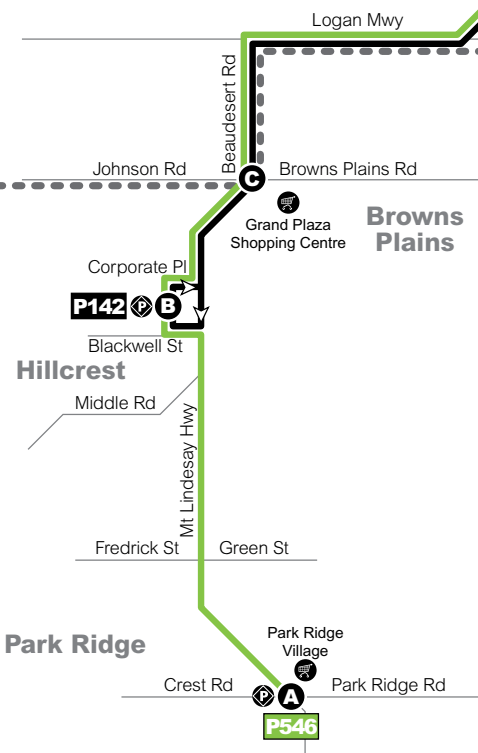 Logan Mwy
Beaudesert Rd
Johnson Rd
C
Browns Plains Rd
Grand Plaza
Shopping Centre
Browns
Plains
Corporate Pl
P142
P
B
Blackwell St
Hillcrest
Middle Rd
Mt Lindesay Hwy
Fredrick St
Green St
Park Ridge
Park Ridge
Village
Crest Rd
P
A
Park Ridge Rd
P546